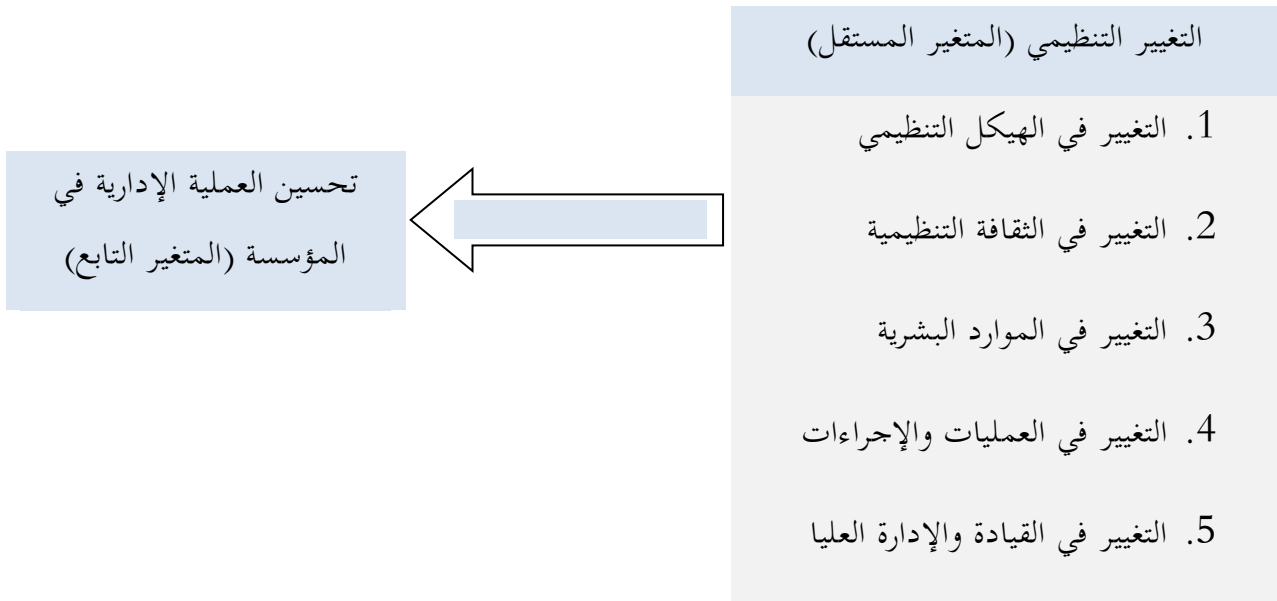 التغيير التنظيمي (المتغير المستقل)
1. التغيير في الهيكل التنظيمي
2. التغيير في الثقافة التنظيمية
3. التغيير في الموارد البشرية
4. التغيير في العمليات والإجراءات
5. التغيير في القيادة والإدارة العليا
تحسين العملية الإدارية في
المؤسسة (المتغير التابع)